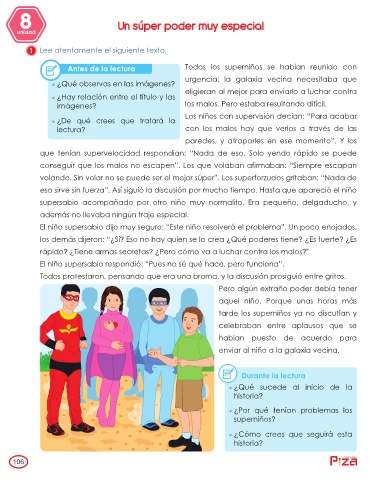 8
unidad
Un súper poder muy especial
1 Lee atentamente el siguiente texto.
Antes de la lectura
¿Qué observas en las imágenes?
¿Hay relación entre el título y las
imágenes?
¿De qué crees que tratará la
lectura?
Todos los superniños se habían reunido con
urgencia: la galaxia vecina necesitaba que
eligieran al mejor para enviarlo a luchar contra
los malos. Pero estaba resultando difícil.
Los niños con supervisión decían: "Para acabar
con los malos hay que verlos a través de las
paredes, y atraparles en ese momento". Y los
que tenían supervelocidad respondían: "Nada de eso. Solo yendo rápido se puede
conseguir que los malos no escapen". Los que volaban afirmaban: "Siempre escapan
volando. Sin volar no se puede ser el mejor súper". Los superforzudos gritaban: "Nada de
eso sirve sin fuerza". Así siguió la discusión por mucho tiempo. Hasta que apareció el niño
supersabio acompañado por otro niño muy normalito. Era pequeño, delgaducho, y
además no llevaba ningún traje especial.
El niño supersabio dijo muy seguro: "Este niño resolverá el problema". Un poco enojados,
los demás dijeron: "¿Sí? Eso no hay quien se lo crea ¿Qué poderes tiene? ¿Es fuerte? ¿Es
rápido? ¿Tiene armas secretas? ¿Pero cómo va a luchar contra los malos?"
El niño supersabio respondió: "Pues no sé qué hace, pero funciona".
Todos protestaron, pensando que era una broma, y la discusión prosiguió entre gritos.
Pero algún extraño poder debía tener
aquel niño. Porque unas horas más
tarde los superniños ya no discutían y
celebraban entre aplausos que se
habían puesto de acuerdo para
enviar al niño a la galaxia vecina.
Durante la lectura
¿Qué sucede al inicio de la
historia?
¿Por qué tenían problemas los
superniños?
¿Cómo crees que seguirá esta
historia?
106